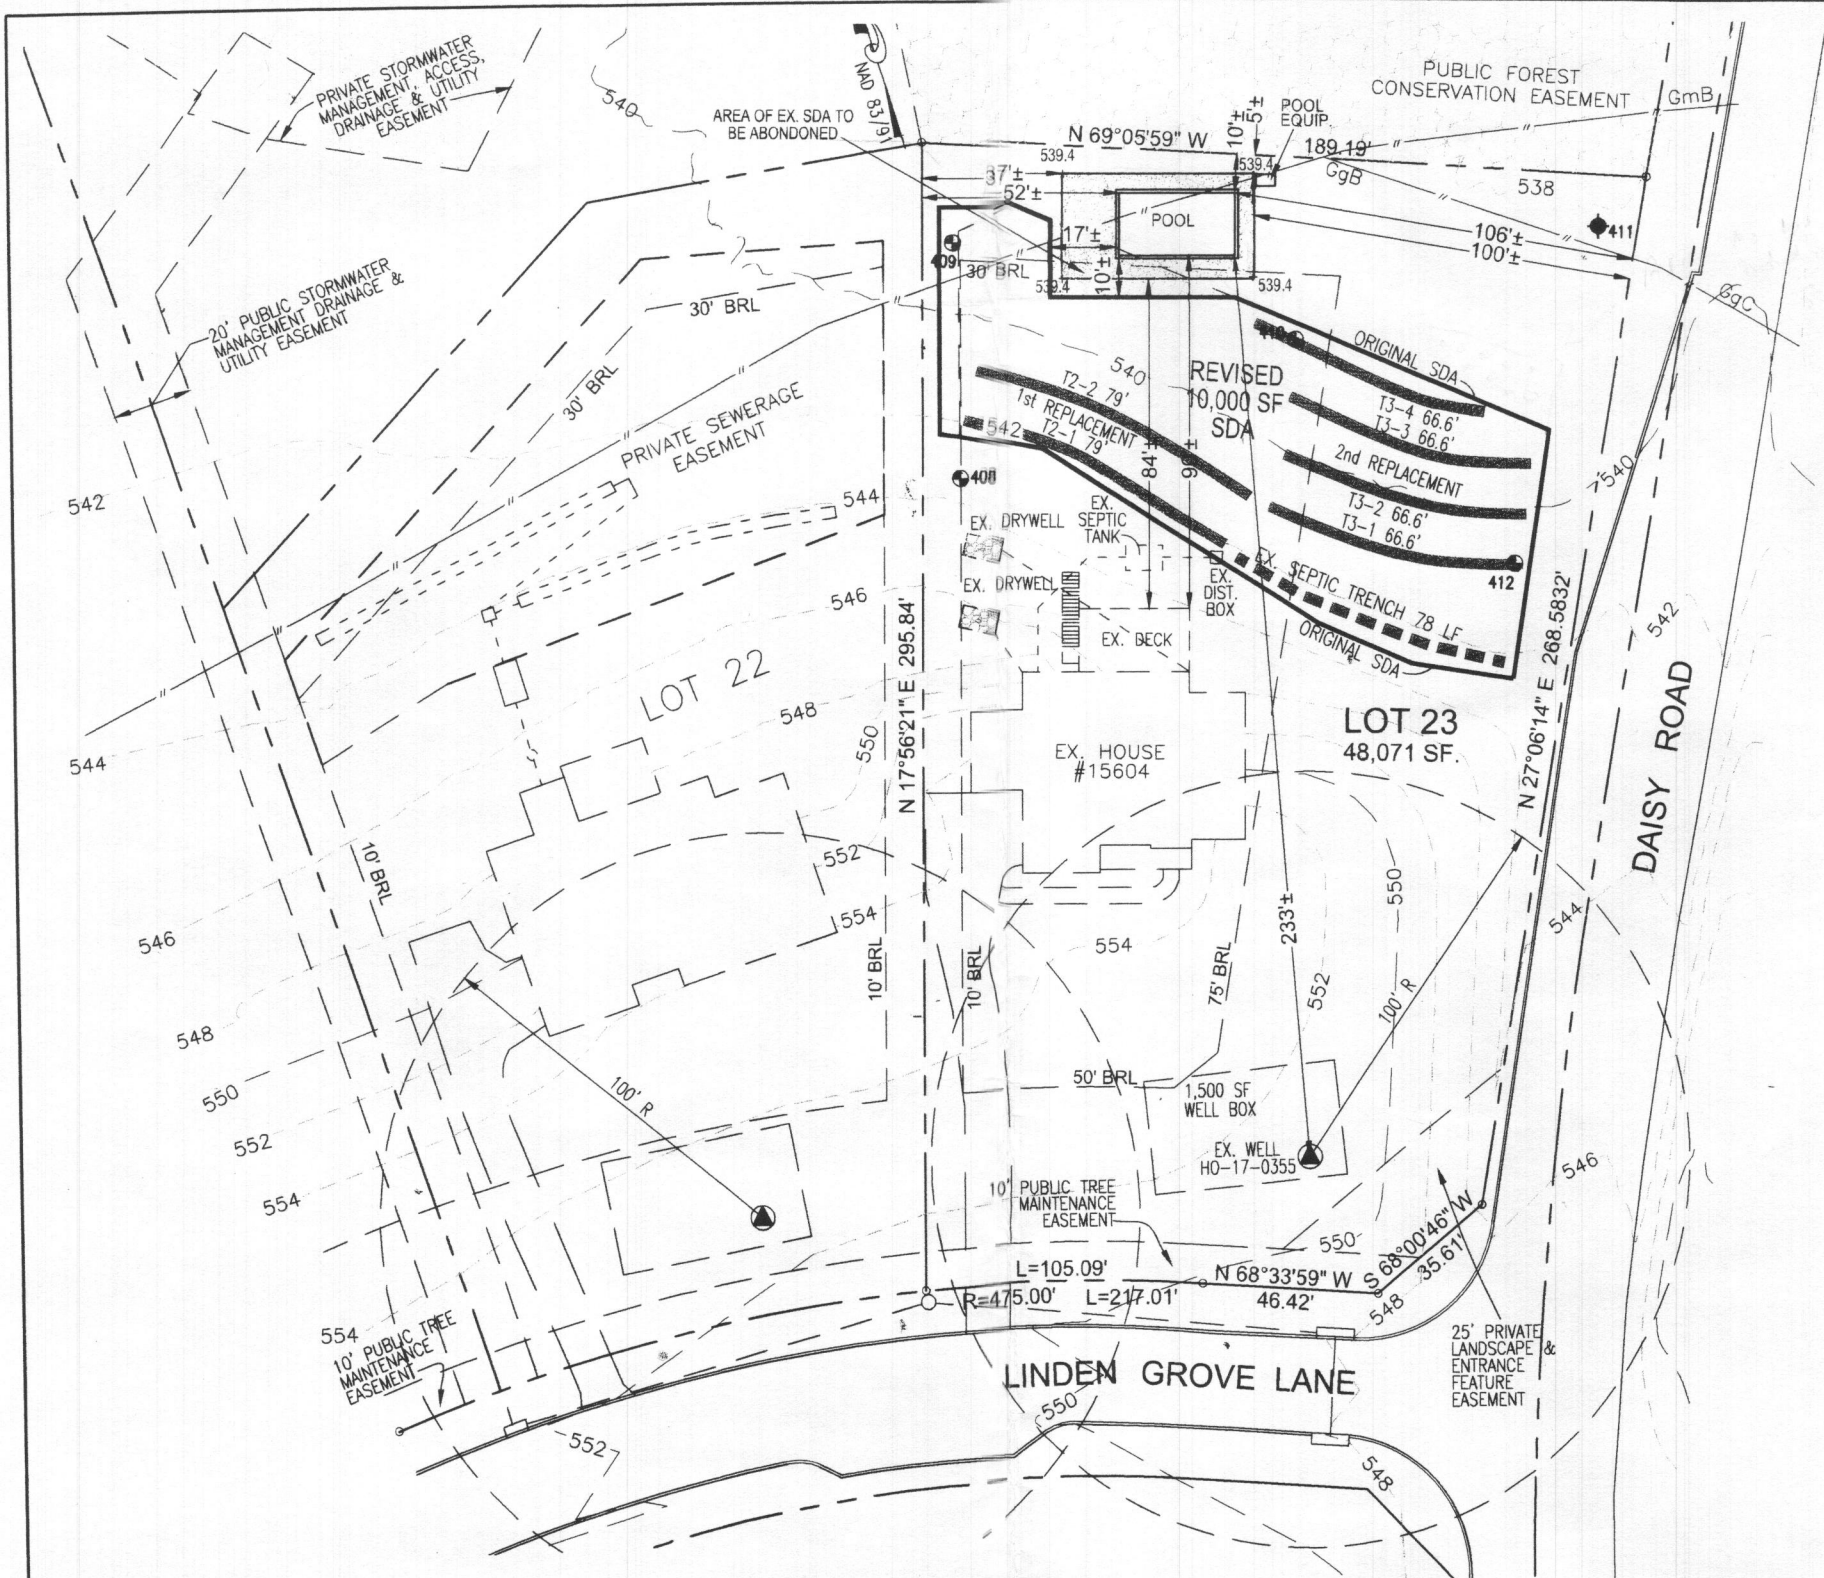 PRIVATE STORMWATER
MANAGEMENT, ACCESS,
DRAINAGE & UTILITY
EASEMENT
540
NAD 83/91
AREA OF EX. SDA TO
BE ABONDONED
N 69°05'59" W
189.19'
10'±
5'±
POOL
EQUIP.
PUBLIC FOREST
CONSERVATION EASEMENT
GmB
539.4
539.4
GgB
538
37'±
52'±
POOL
17'±
10'±
106'±
100'±
411
409
30' BRL
539.4
539.4
GgC
20' PUBLIC STORMWATER
MANAGEMENT DRAINAGE &
UTILITY EASEMENT
30' BRL
30' BRL
ORIGINAL SDA
540
REVISED
10,000 SF
SDA
T2-2 79'
1st REPLACEMENT
T2-1 79'
542
T3-4 66.6'
T3-3 66.6'
2nd REPLACEMENT
T3-2 66.6'
T3-1 66.6'
84'±
540
PRIVATE SEWERAGE
EASEMENT
542
544
408
EX. DRYWELL
EX.
SEPTIC
TANK
EX. DRYWELL
EX.
DIST.
BOX
EX. SEPTIC TRENCH 78 LF
ORIGINAL SDA
412
546
EX. DECK
542
N 17°56'21" E 295.84'
N 27°06'14" E 268.5832'
LOT 22
548
550
544
EX. HOUSE
#15604
LOT 23
48,071 SF.
DAISY ROAD
10' BRL
552
554
550
546
544
554
233'±
10' BRL
10' BRL
75' BRL
552
100' R
548
550
100' R
50' BRL
1,500 SF
WELL BOX
552
EX. WELL
HO-17-0355
546
554
10' PUBLIC TREE
MAINTENANCE
EASEMENT
550
S 68°00'46" W
35.61'
L=105.09'
N 68°33'59" W
R=475.00'
L=217.01'
46.42'
548
554
10' PUBLIC TREE
MAINTENANCE
EASEMENT
25' PRIVATE
LANDSCAPE &
ENTRANCE
FEATURE
EASEMENT
LINDEN GROVE LANE
550
552
548